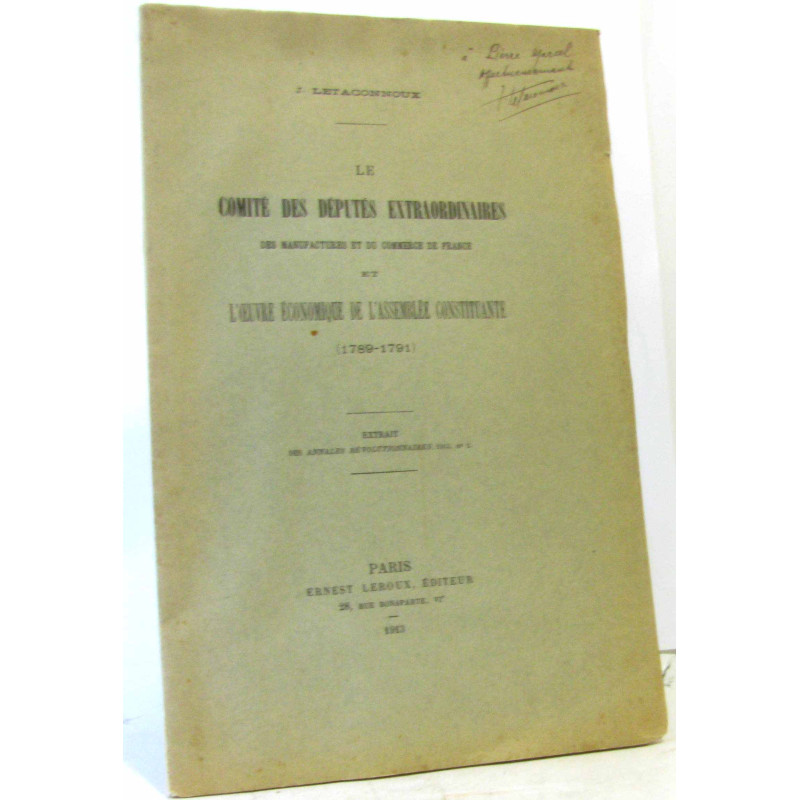 J. LETACONNOUX
LE
COMITÉ DES DÉPUTÉS EXTRAORDINAIRES
DES MANUFACTURES ET DU COMMERCE DE FRANCE
ET
L'ŒUVRE ÉCONOMIQUE DE L'ASSEMBLÉE CONSTITUANTE
(1789-1791)
EXTRAIT
DES ANNALES RÉVOLUTIONNAIRES
PARIS
ERNEST LEROUX, ÉDITEUR
28, RUE BONAPARTE, VIe
1913